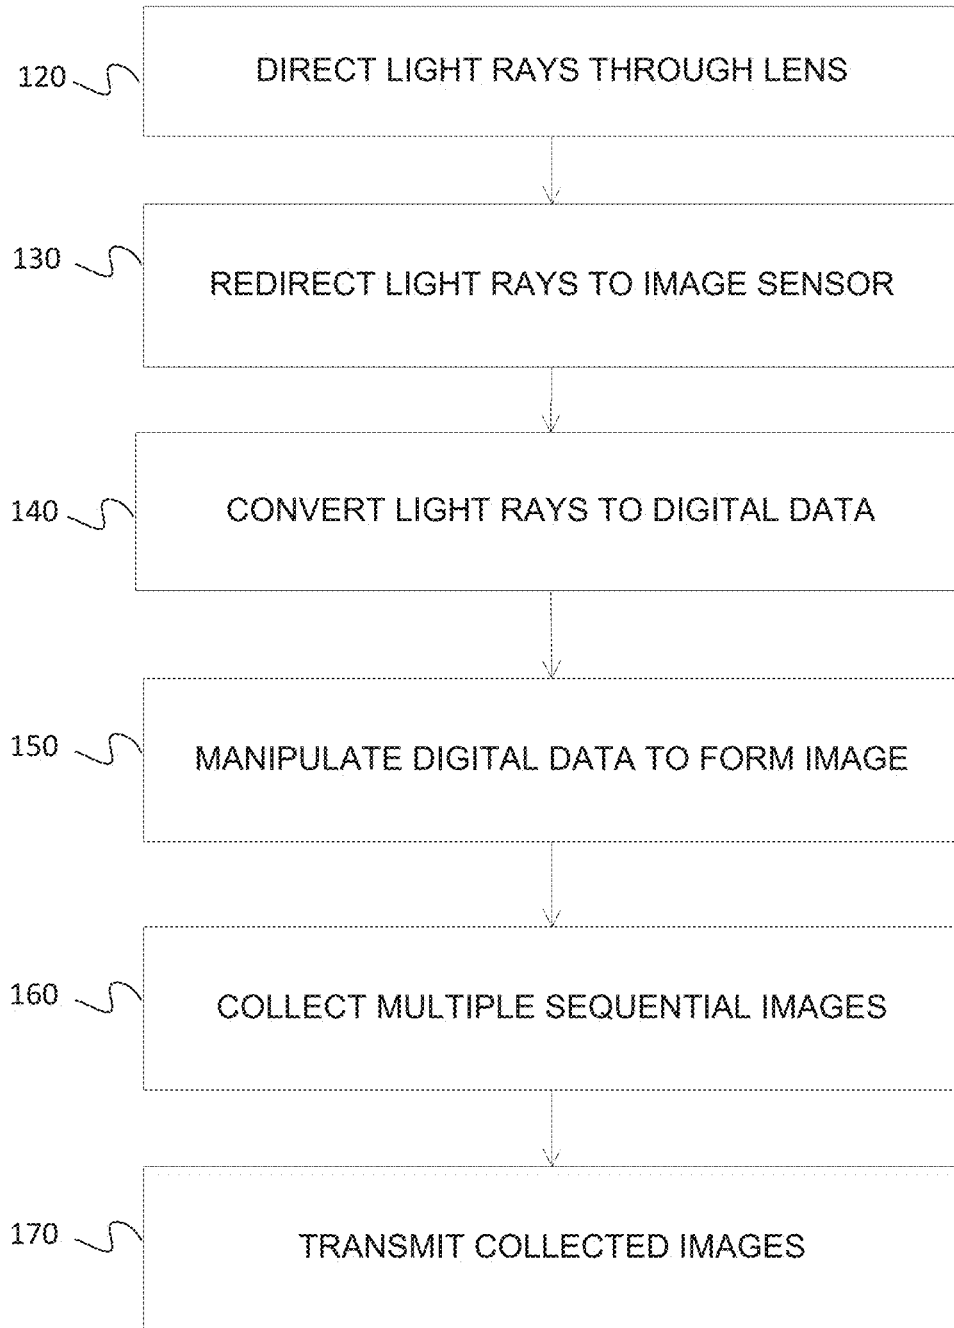 120
DIRECT LIGHT RAYS THROUGH LENS
130
REDIRECT LIGHT RAYS TO IMAGE SENSOR
140
CONVERT LIGHT RAYS TO DIGITAL DATA
150
MANIPULATE DIGITAL DATA TO FORM IMAGE
160
COLLECT MULTIPLE SEQUENTIAL IMAGES
170
TRANSMIT COLLECTED IMAGES